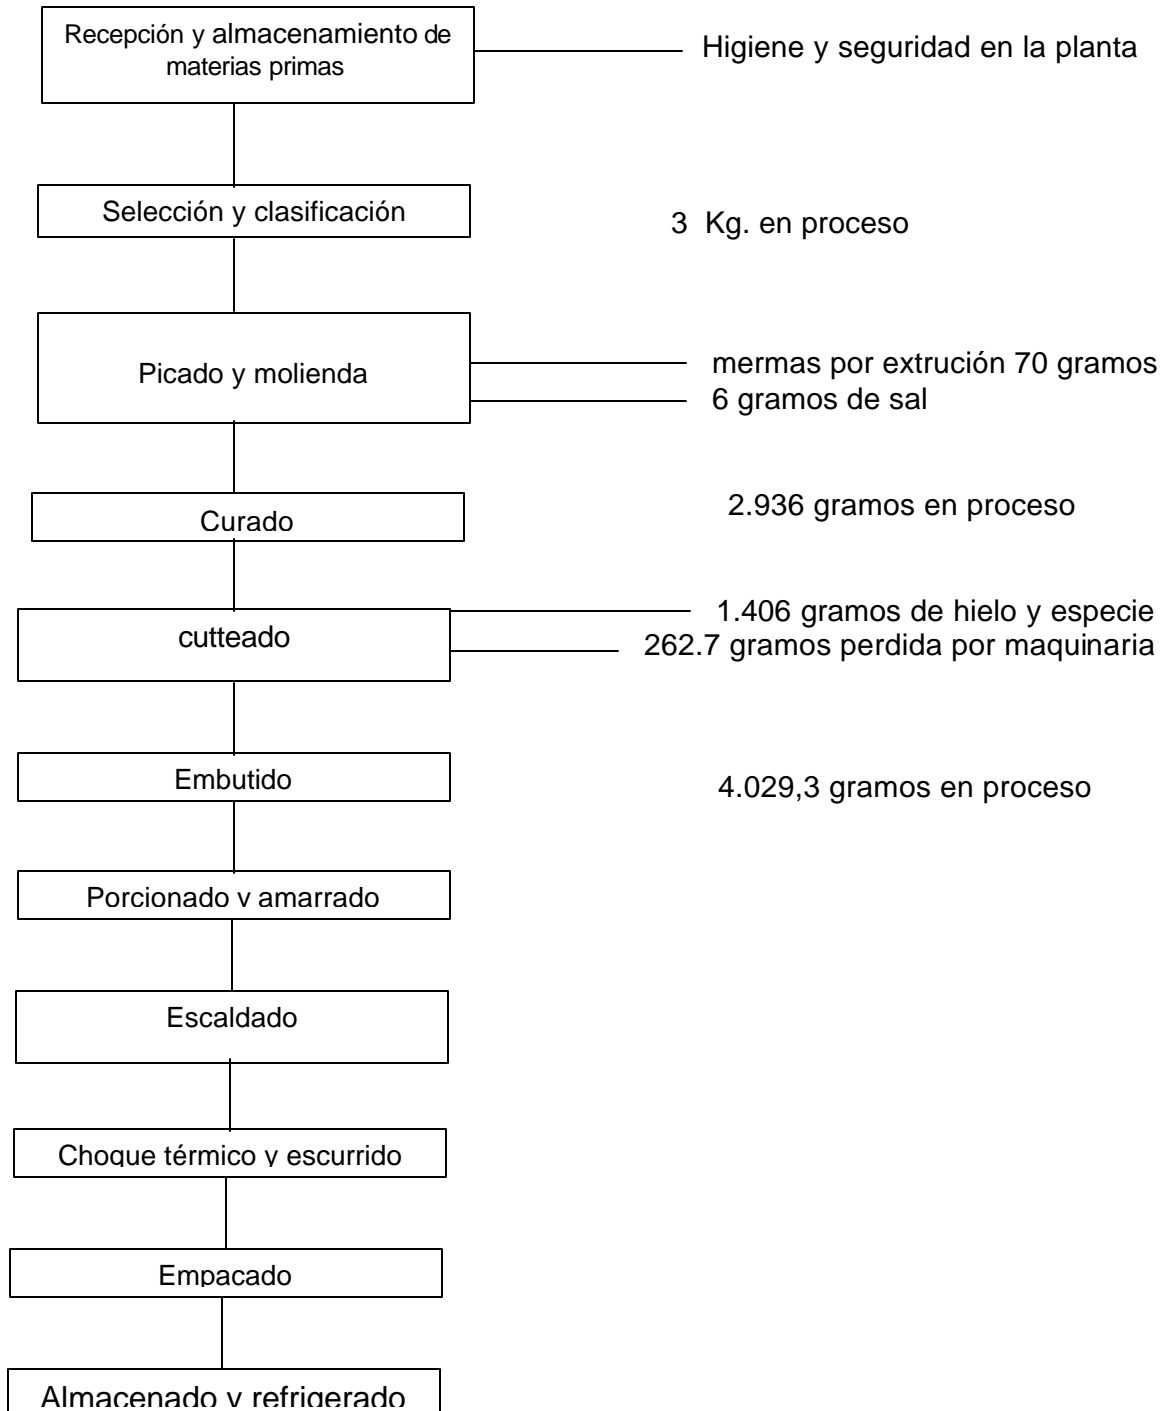 Recepción y almacenamiento de
materias primas
Higiene y seguridad en la planta
Selección y clasificación
3 Kg. en proceso
Picado y molienda
mermas por extrución 70 gramos
6 gramos de sal
Curado
2.936 gramos en proceso
cutteado
1.406 gramos de hielo y especie
262.7 gramos perdida por maquinaria
Embutido
4.029,3 gramos en proceso
Porcionado y amarrado
Escaldado
Choque térmico y escurrido
Empacado
Almacenado y refrigerado